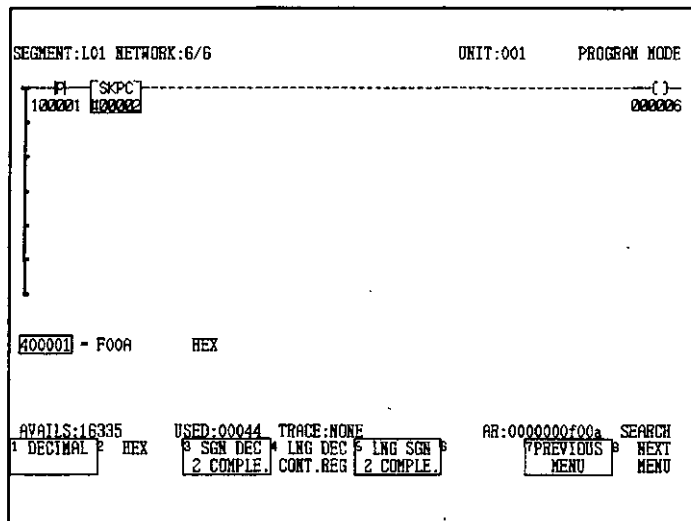 SEGMENT:L01 NETWORK:6/6 UNIT:001 PROGRAM MODE
P SKPC ( )
100001 400002 000006
400001 = F00A HEX
AVAILS:16335 USED:00044 TRACE:NONE AR:0000000f00a SEARCH
1 DECIMAL 2 HEX 3 SGN DEC 4 LNG DEC 5 LNG SGN 6 7 PREVIOUS 8 NEXT
2 COMPLE. CONT.REG 2 COMPLE. MENU MENU